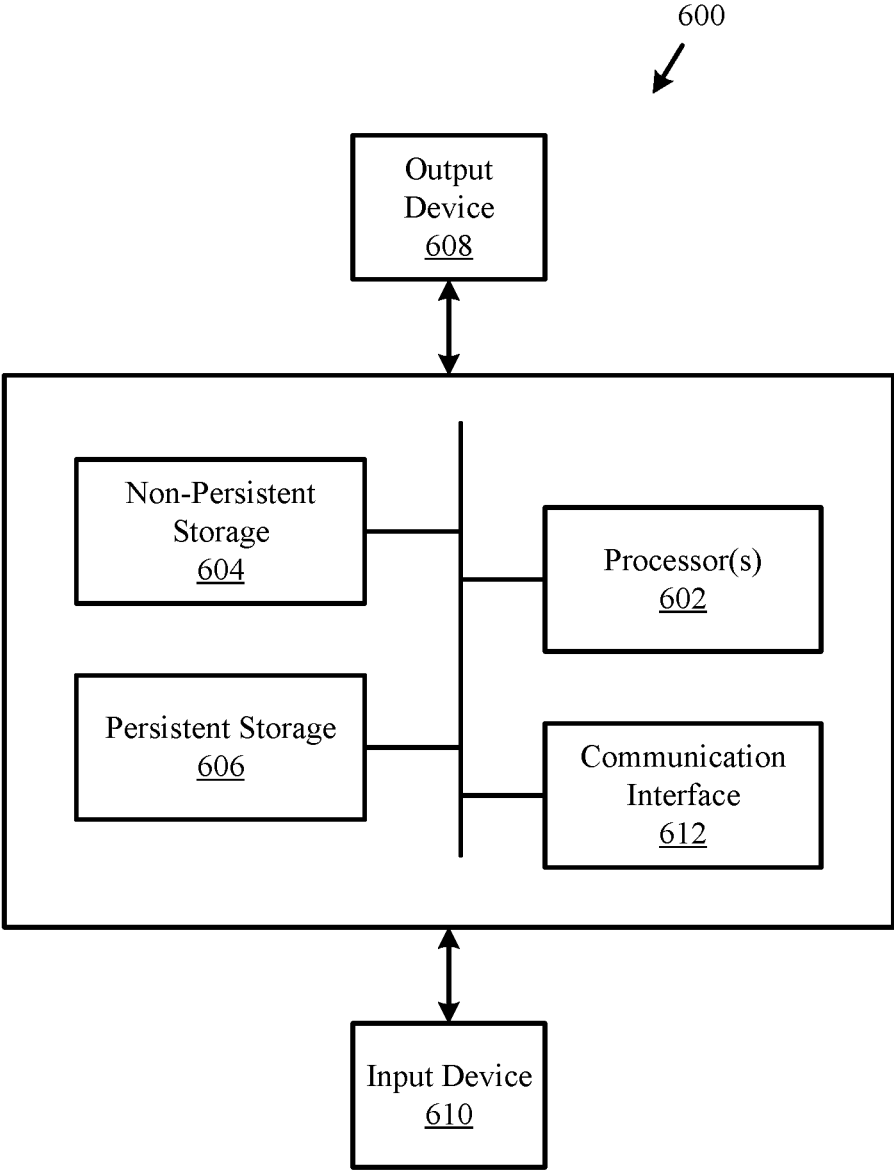 600
Output
Device
608
Non-Persistent
Storage
604
Processor(s)
602
Persistent Storage
606
Communication
Interface
612
Input Device
610